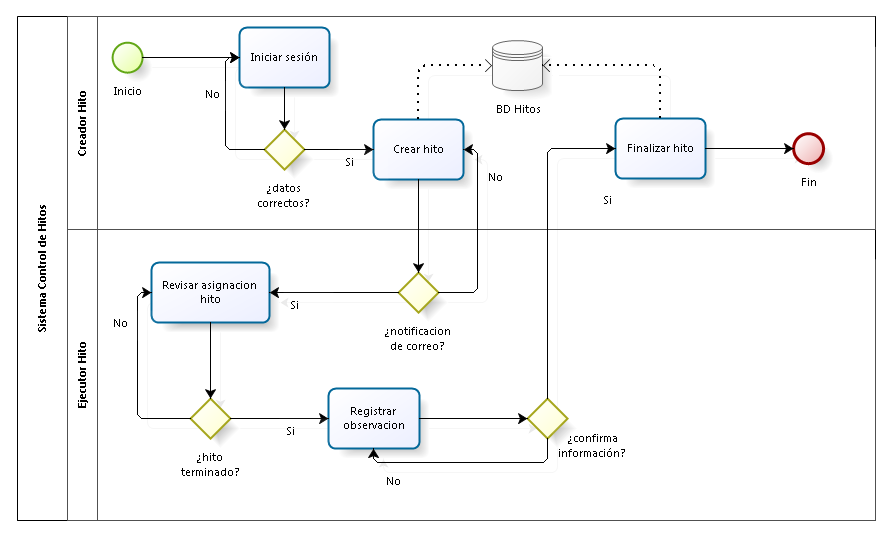 Sistema Control de Hitos
Creador Hito
Inicio
Iniciar sesión
No
¿datos
correctos?
Si
Crear hito
BD Hitos
No
Finalizar hito
Si
Fin
Ejecutor Hito
Revisar asignacion
hito
No
Si
¿notificacion
de correo?
¿hito
terminado?
Si
Registrar
observacion
¿confirma
información?
No